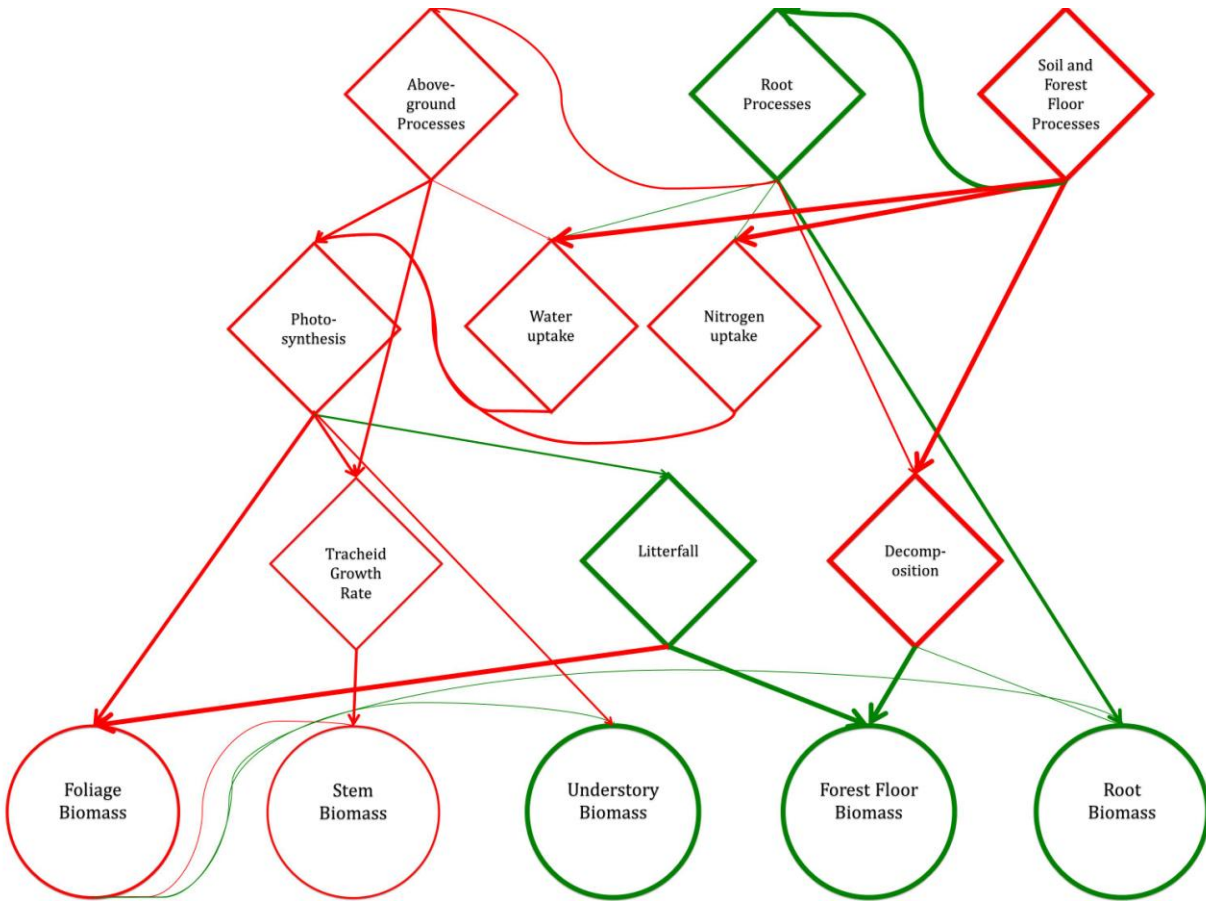 Above-
ground
Processes
Root
Processes
Soil and
Forest
Floor
Processes
Photo-
synthesis
Water
uptake
Nitrogen
uptake
Tracheid
Growth
Rate
Litterfall
Decomp-
osition
Foliage
Biomass
Stem
Biomass
Understory
Biomass
Forest Floor
Biomass
Root
Biomass